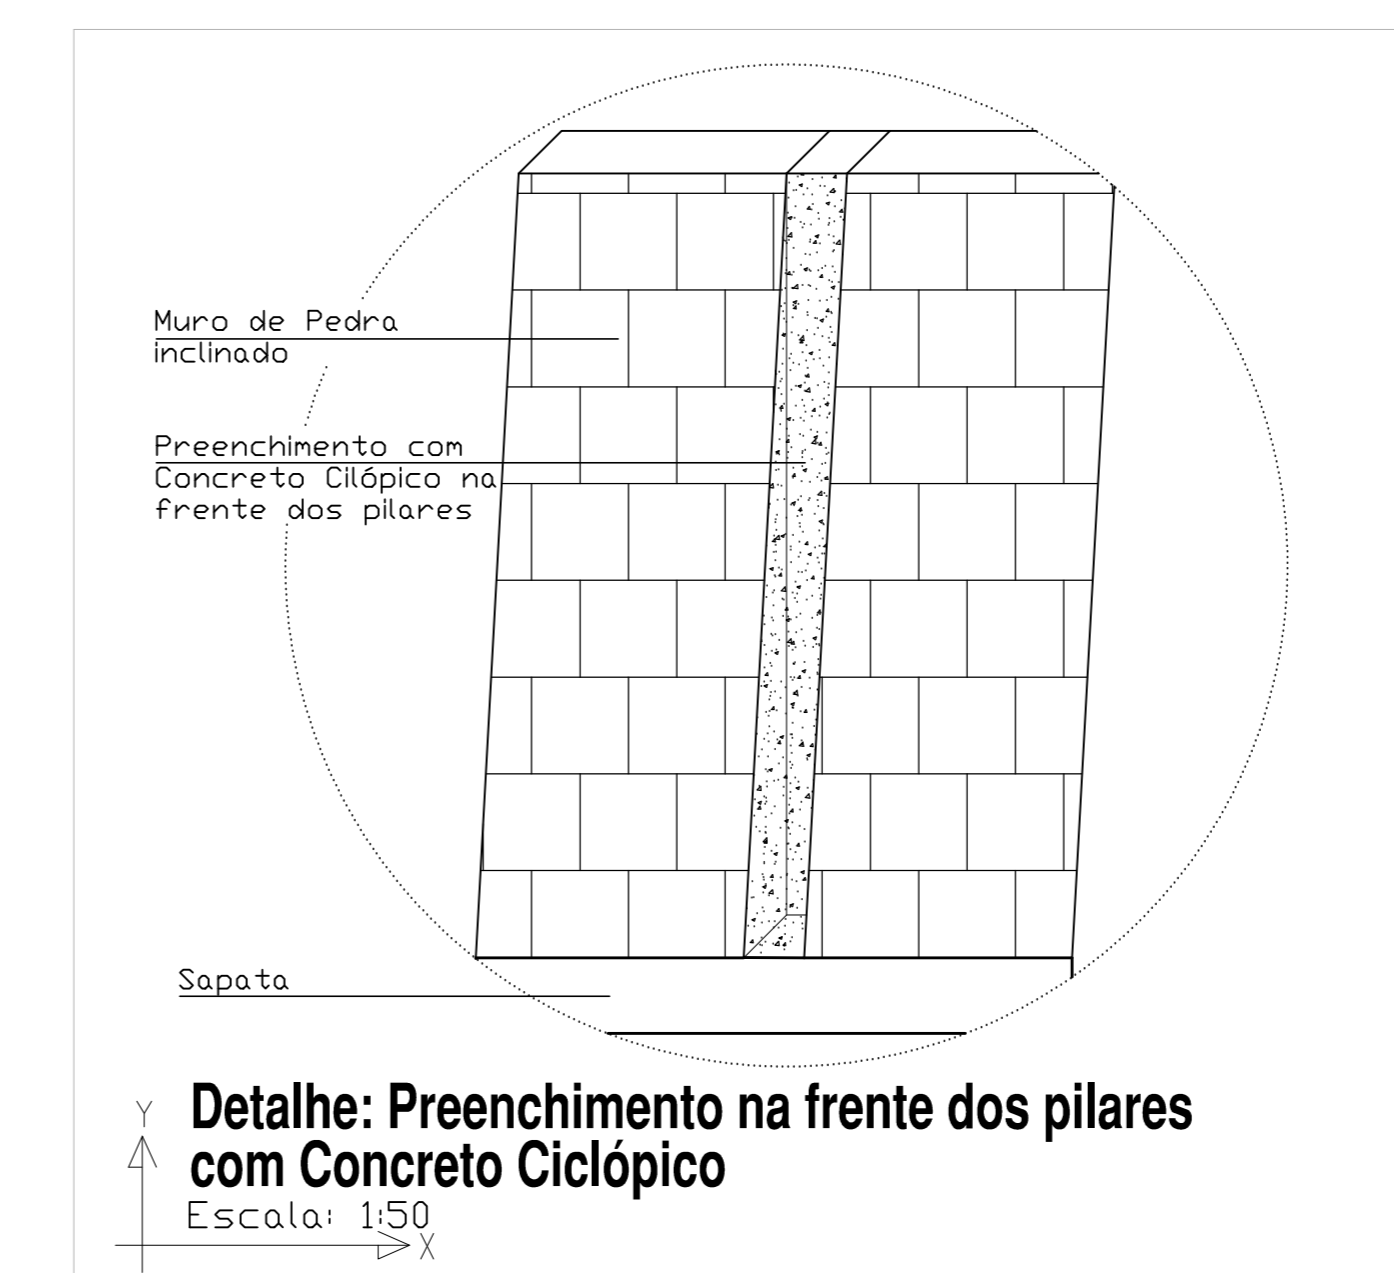 Muro de Pedra
inclinado
Preenchimento com
Concreto Cilópico na
frente dos pilares
Sapata
Detalhe: Preenchimento na frente dos pilares
com Concreto Ciclópico
Escala: 1:50
Y
X